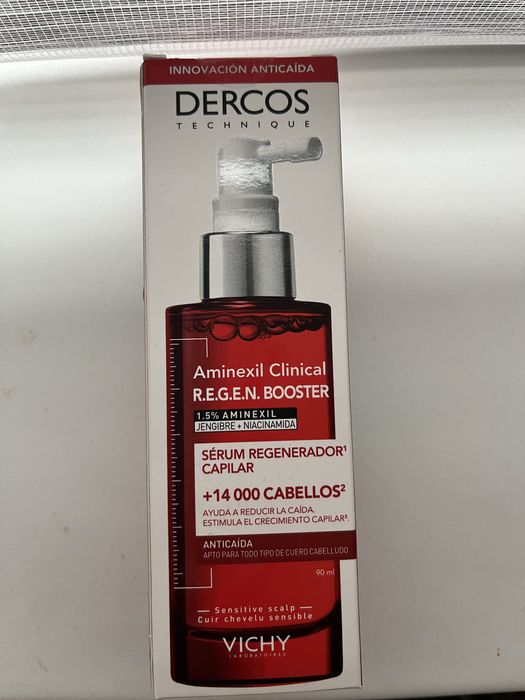 INNOVACIÓN ANTICAÍDA
DERCOS
TECHNIQUE
Aminexil Clinical
R.E.G.E.N. BOOSTER
1.5% AMINEXIL
JENGIBRE + NIACINAMIDA
SÉRUM REGENERADOR¹
CAPILAR
+14 000 CABELLOS²
AYUDA A REDUCIR LA CAÍDA.
ESTIMULA EL CRECIMIENTO CAPILAR³.
ANTICAÍDA
APTO PARA TODO TIPO DE CUERO CABELLUDO
90 ml
Sensitive scalp
Cuir chevelu sensible
VICHY
LABORATOIRES